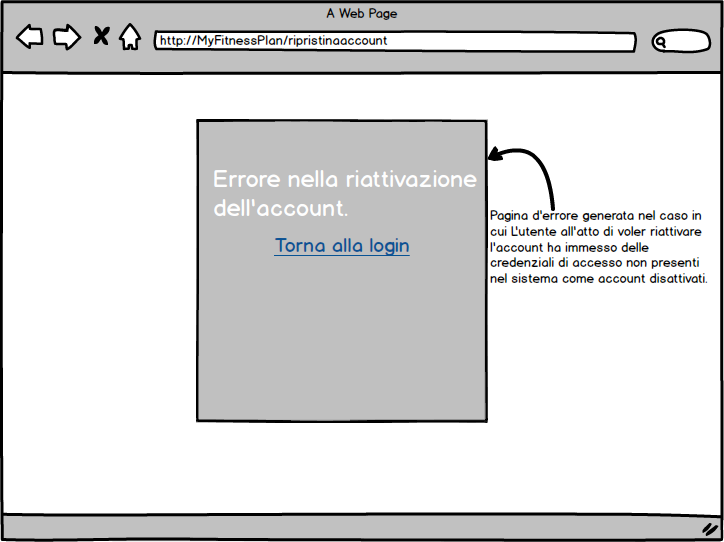 A Web Page
http://MyFitnessPlan/ripristinaaccount
Errore nella riattivazione
dell'account.
Torna alla login
Pagina d'errore generata nel caso in
cui L'utente all'atto di voler riattivare
l'account ha immesso delle
credenziali di accesso non presenti
nel sistema come account disattivati.